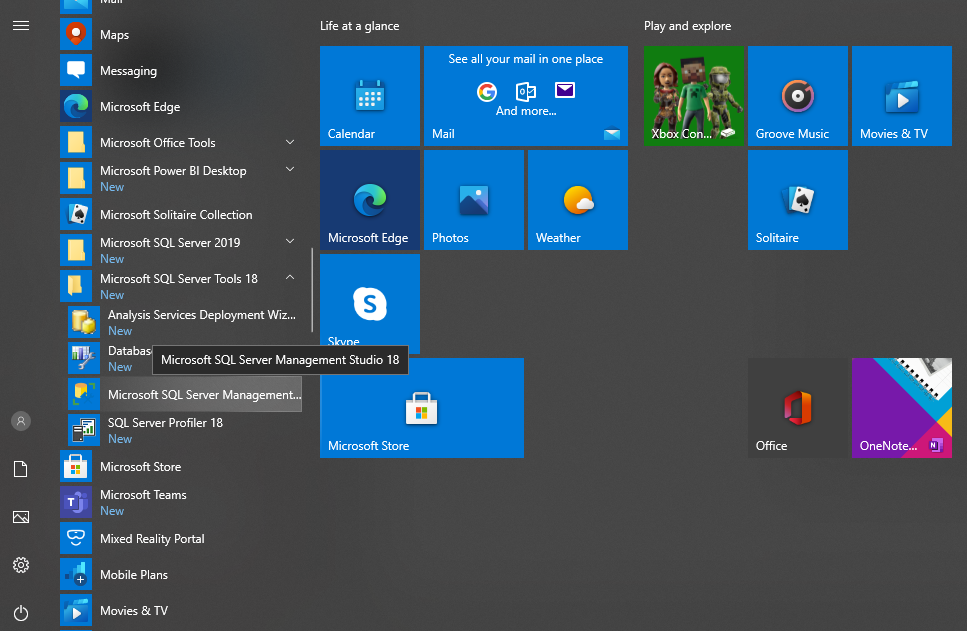 Mail
Maps
Messaging
Microsoft Edge
Microsoft Office Tools
Microsoft Power BI Desktop
New
Microsoft Solitaire Collection
Microsoft SQL Server 2019
New
Microsoft SQL Server Tools 18
New
Analysis Services Deployment Wiz...
New
Databas
New
Microsoft SQL Server Management Studio 18
Microsoft SQL Server Management...
SQL Server Profiler 18
New
Microsoft Store
Microsoft Teams
New
Mixed Reality Portal
Mobile Plans
Movies & TV
Life at a glance
Calendar
See all your mail in one place
And more...
Mail
Microsoft Edge
Photos
Weather
Skype
Microsoft Store
Play and explore
Xbox Con...
Groove Music
Movies & TV
Solitaire
Office
OneNote...